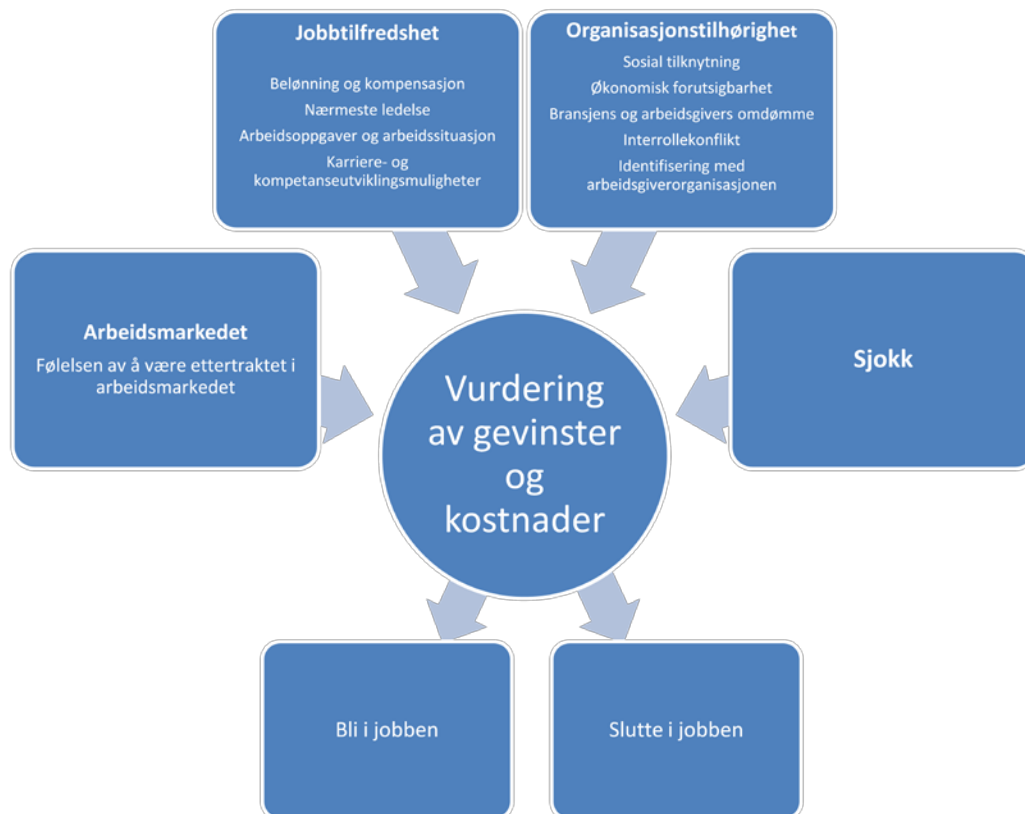 Jobbtilfredshet
Belønning og kompensasjon
Nærmeste ledelse
Arbeidsoppgaver og arbeidssituasjon
Karriere- og
kompetanseutviklingsmuligheter
Organisasjonstilhørighet
Sosial tilknytning
Økonomisk forutsigbarhet
Bransjens og arbeidsgivers omdømme
Interrollekonflikt
Identifisering med
arbeidsgiverorganisasjonen
Arbeidsmarkedet
Følelsen av å være ettertraktet i
arbeidsmarkedet
Sjokk
Vurdering
av gevinster
og
kostnader
Bli i jobben
Slutte i jobben